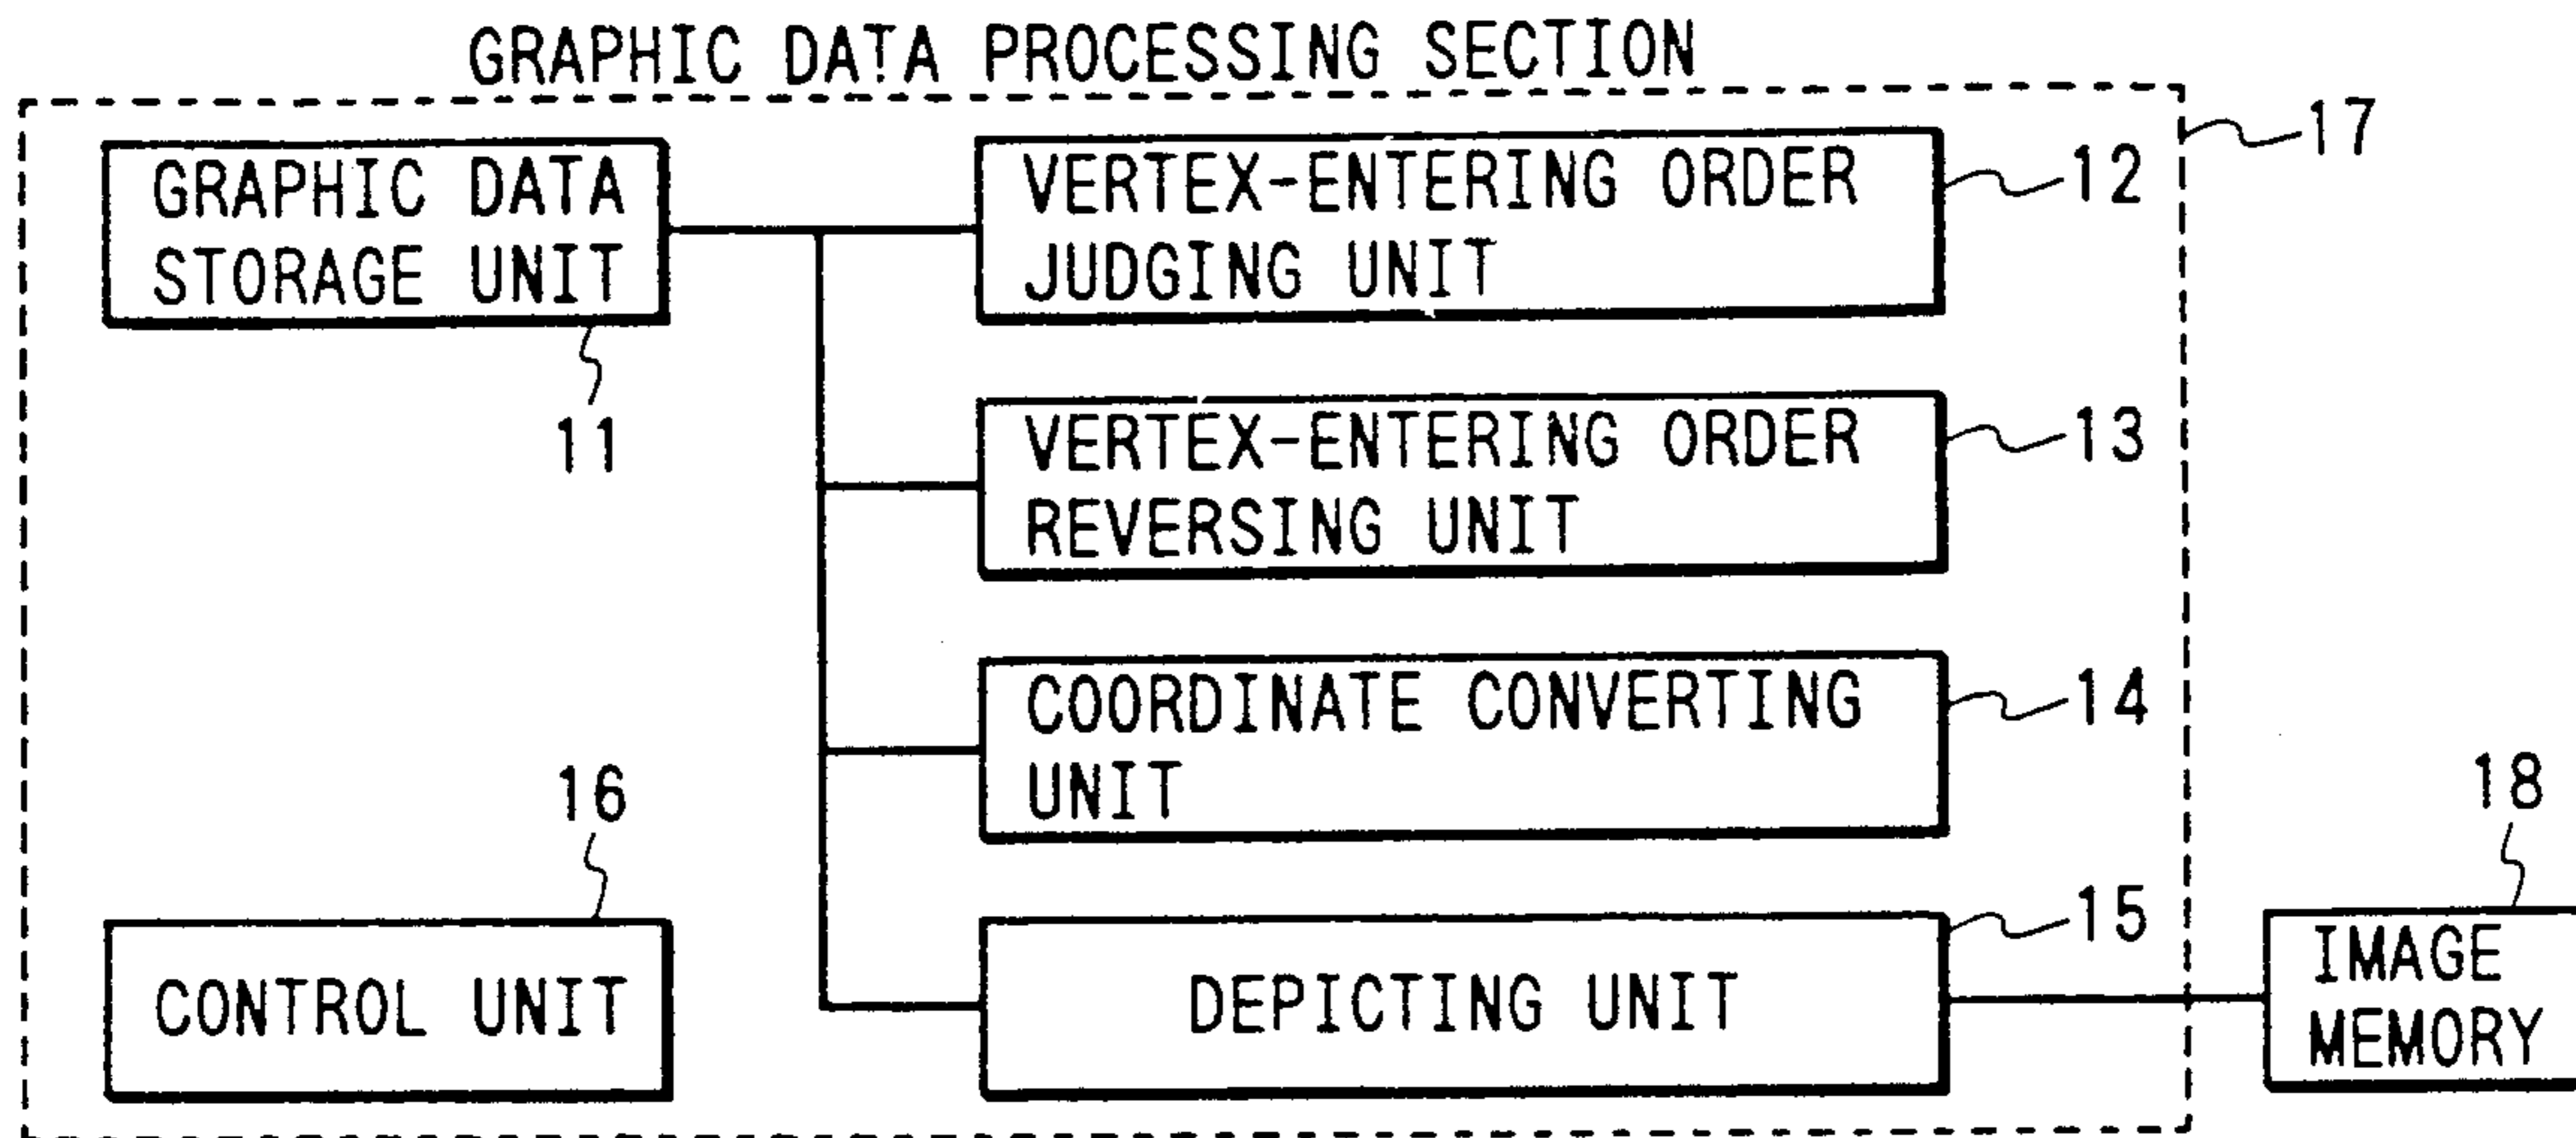 GRAPHIC DATA PROCESSING SECTION
17
GRAPHIC DATA
STORAGE UNIT
11
VERTEX-ENTERING ORDER
JUDGING UNIT
12
VERTEX-ENTERING ORDER
REVERSING UNIT
13
COORDINATE CONVERTING
UNIT
14
16
CONTROL UNIT
DEPICTING UNIT
15
18
IMAGE
MEMORY